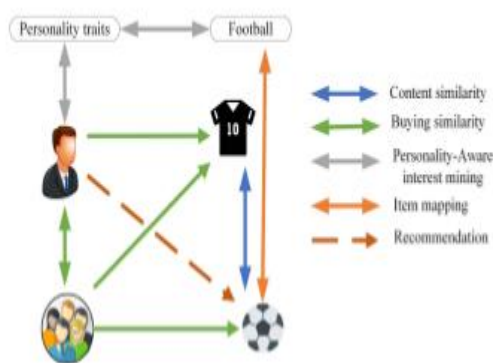 Personality traits
Football
10
Content similarity
Buying similarity
Personality-Aware
interest mining
Item mapping
Recommendation